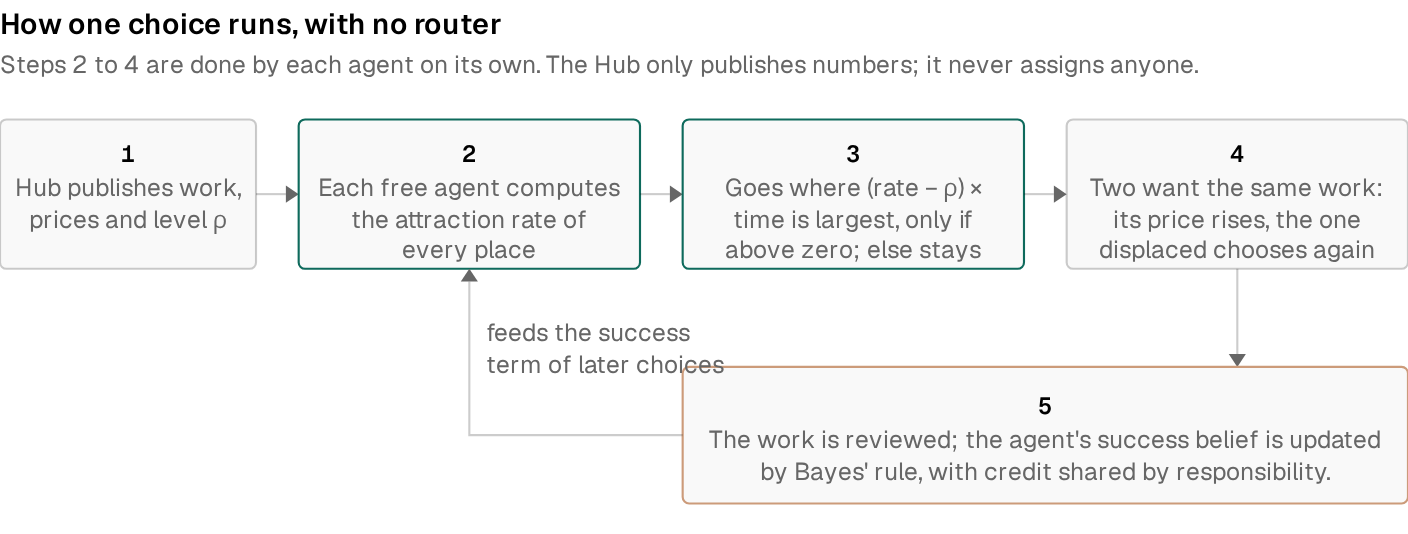 How one choice runs, with no router
Steps 2 to 4 are done by each agent on its own. The Hub only publishes numbers; it never assigns anyone.
1
Hub publishes work,
prices and level ρ
2
Each free agent computes
the attraction rate of
every place
3
Goes where (rate − ρ) ×
time is largest, only if
above zero; else stays
4
Two want the same work:
its price rises, the one
displaced chooses again
feeds the success
term of later choices
5
The work is reviewed; the agent's success belief is updated
by Bayes' rule, with credit shared by responsibility.